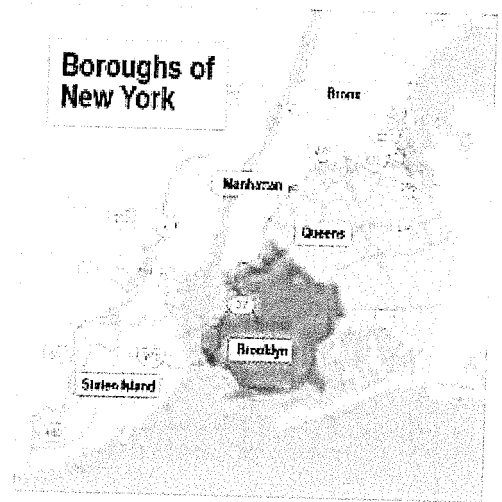 Boroughs of
New York
Bronx
Manhattan
Queens
Brooklyn
Staten Island